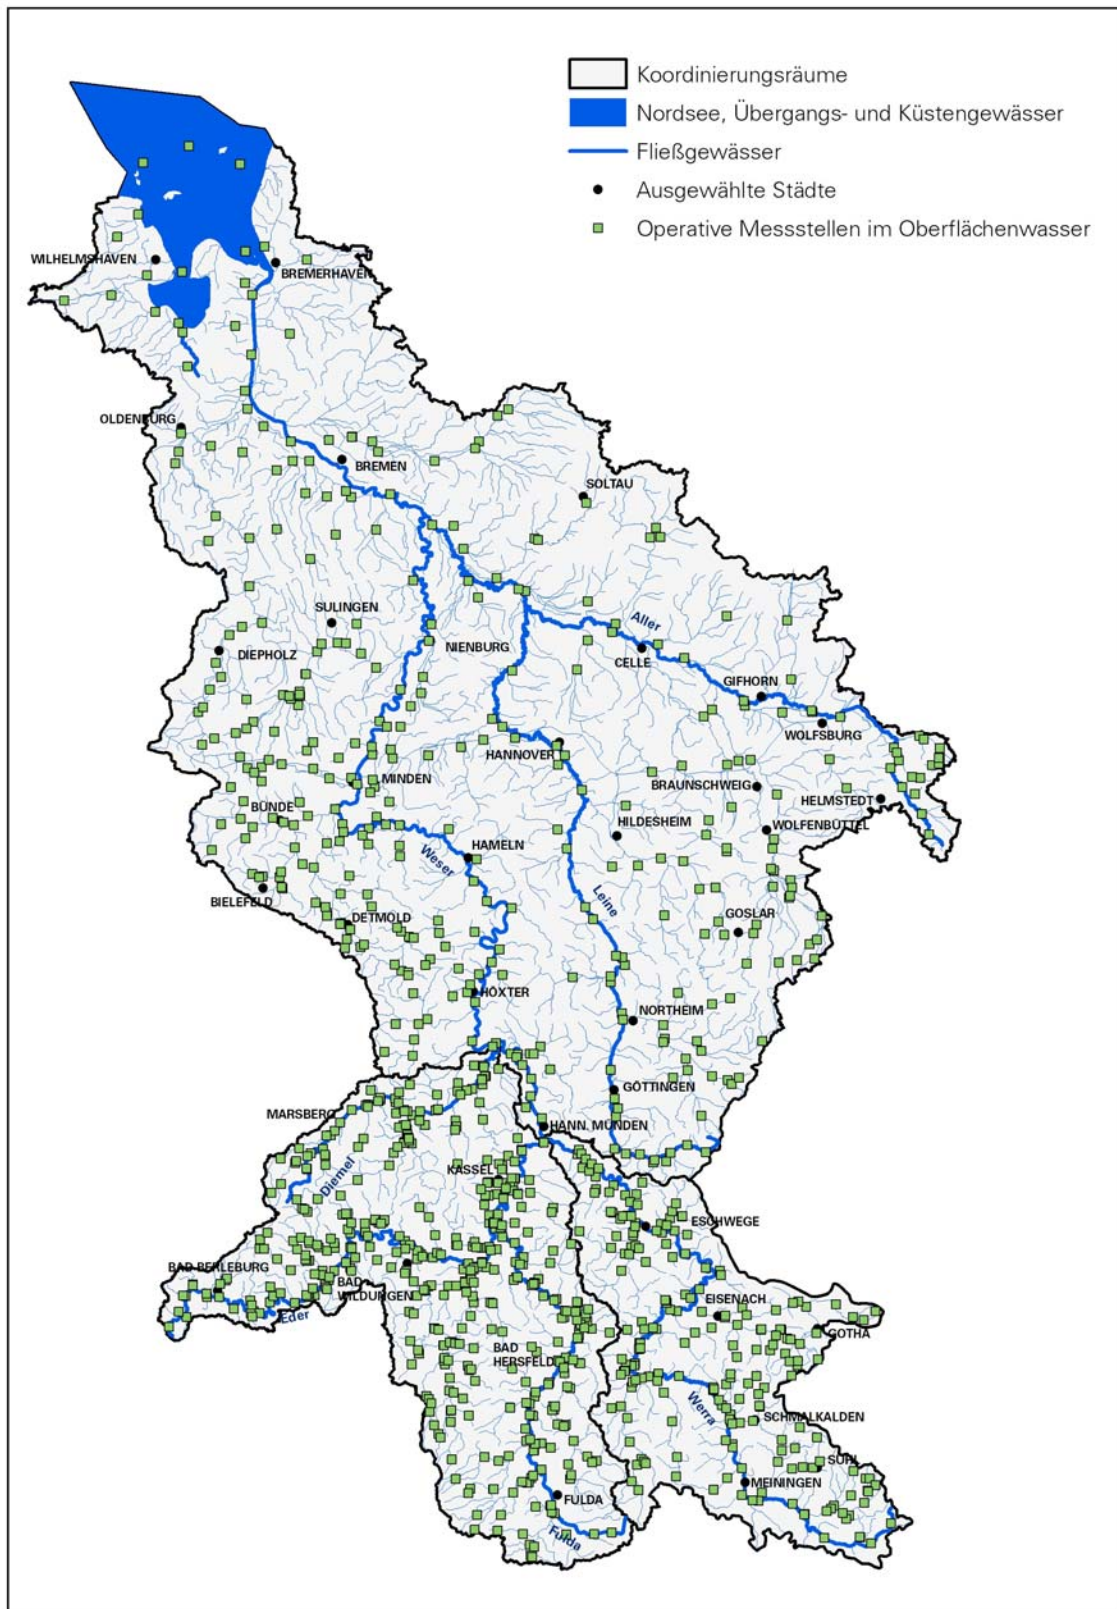 Koordinierungsräume
Nordsee, Übergangs- und Küstengewässer
Fließgewässer
Ausgewählte Städte
Operative Messstellen im Oberflächenwasser
WILHELMSHAVEN
BREMERHAVEN
OLDENBURG
BREMEN
SOLTAU
SULINGEN
Aller
NIENBURG
DIEPHOLZ
CELLE
GIFHORN
WOLFSBURG
HANNOVER
MINDEN
BRAUNSCHWEIG
HELMSTEDT
BÜNDE
HILDESHEIM
WOLFENBÜTTEL
HAMELN
Weser
BIELEFELD
Leine
DETMOLD
GOSLAR
HÖXTER
NORTHEIM
GÖTTINGEN
MARSBERG
HANN. MÜNDEN
KASSEL
Diemel
ESCHWEGE
BAD BERLEBURG
BAD
WILDUNGEN
Eder
EISENACH
GOTHA
BAD
HERSFELD
Werra
SCHMALKALDEN
SUHL
MEININGEN
FULDA
Fulda